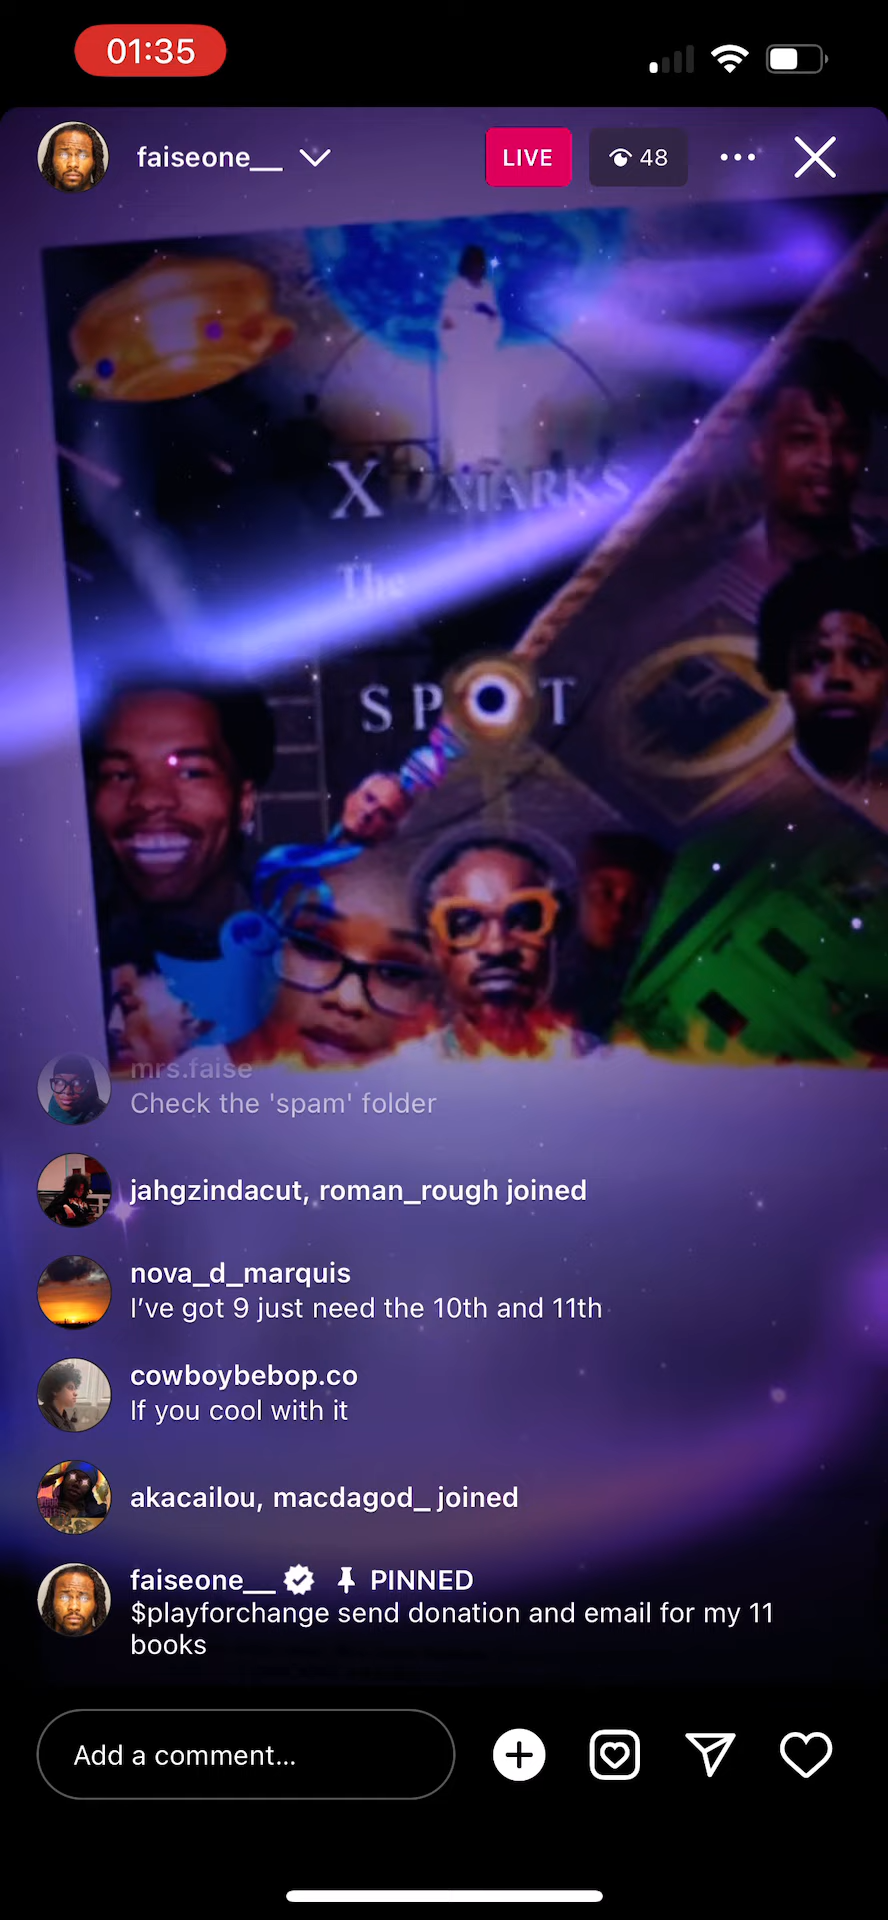 01:35
faiseone__
LIVE
48
X MARKS
The
SPOT
mrs.faise
Check the 'spam' folder
jahgzindacut, roman_rough joined
nova_d_marquis
I’ve got 9 just need the 10th and 11th
cowboybebop.co
If you cool with it
akacailou, macdagod_ joined
faiseone__ PINNED
$playforchange send donation and email for my 11
books
Add a comment...